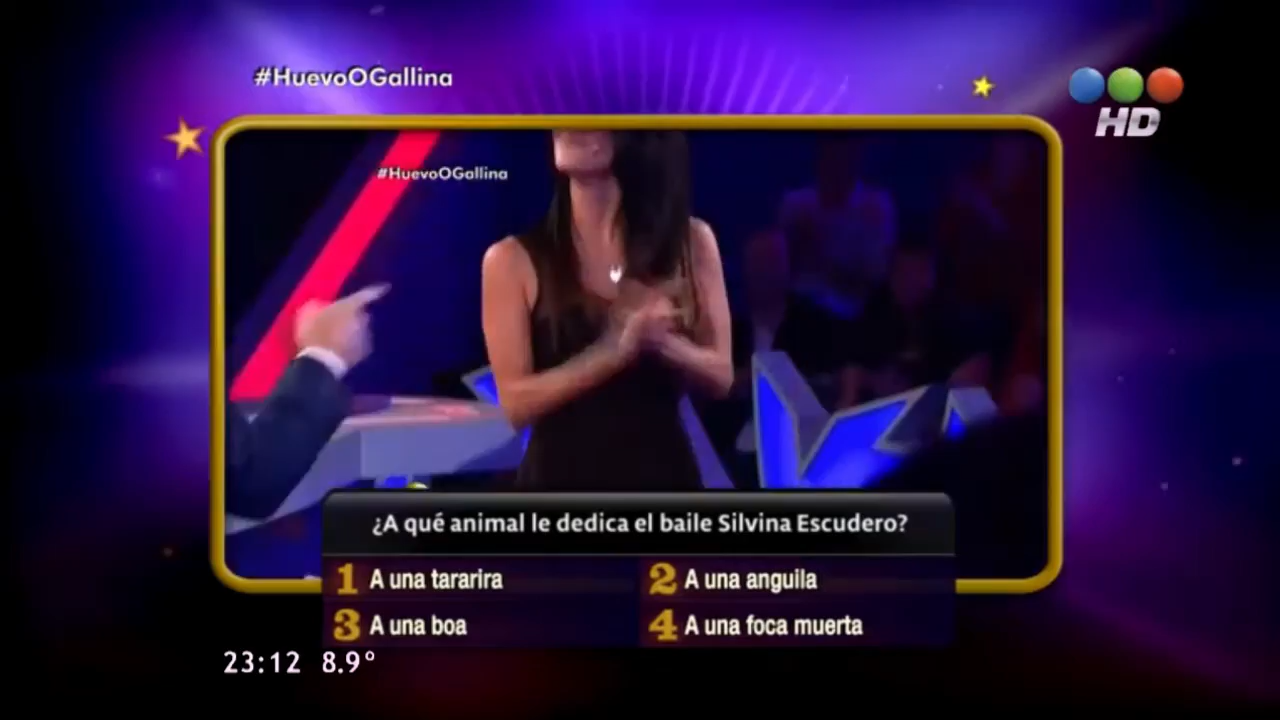 #HuevoOGallina
HD
#HuevoOGallina
¿A qué animal le dedica el baile Silvina Escudero?
1 A una tararira
2 A una anguila
3 A una boa
4 A una foca muerta
23:12 8.9°